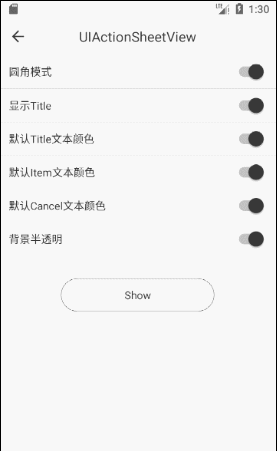 LTE 1:30
UIActionSheetView
圆角模式
显示Title
默认Title文本颜色
默认Item文本颜色
默认Cancel文本颜色
背景半透明
Show